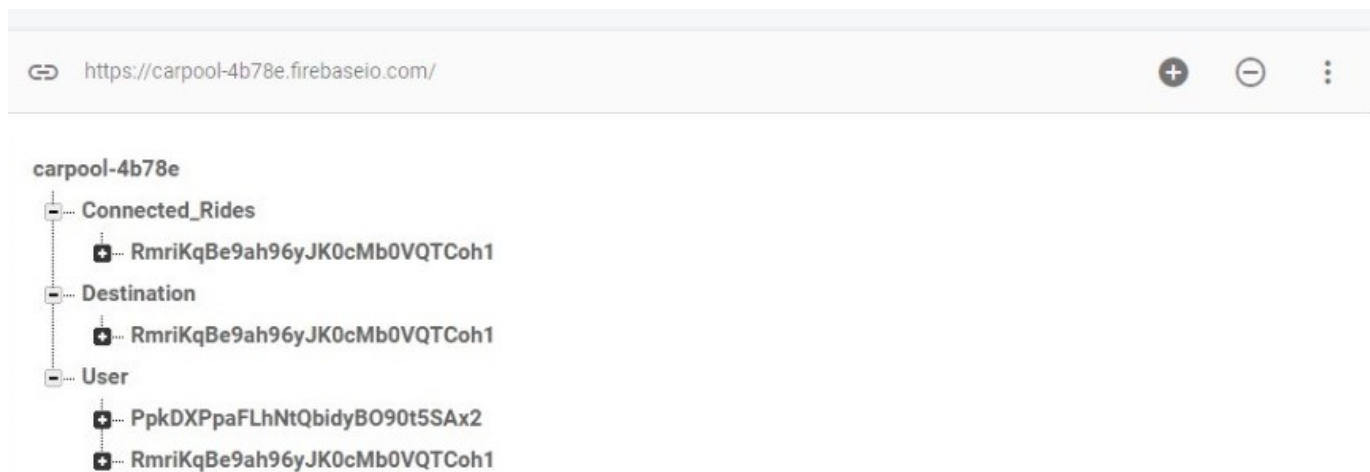 https://carpool-4b78e.firebaseio.com/
carpool-4b78e
Connected_Rides
RmriKqBe9ah96yJK0cMb0VQTCoh1
Destination
RmriKqBe9ah96yJK0cMb0VQTCoh1
User
PpkDXPpaFLhNtQbidyBO90t5SAx2
RmriKqBe9ah96yJK0cMb0VQTCoh1